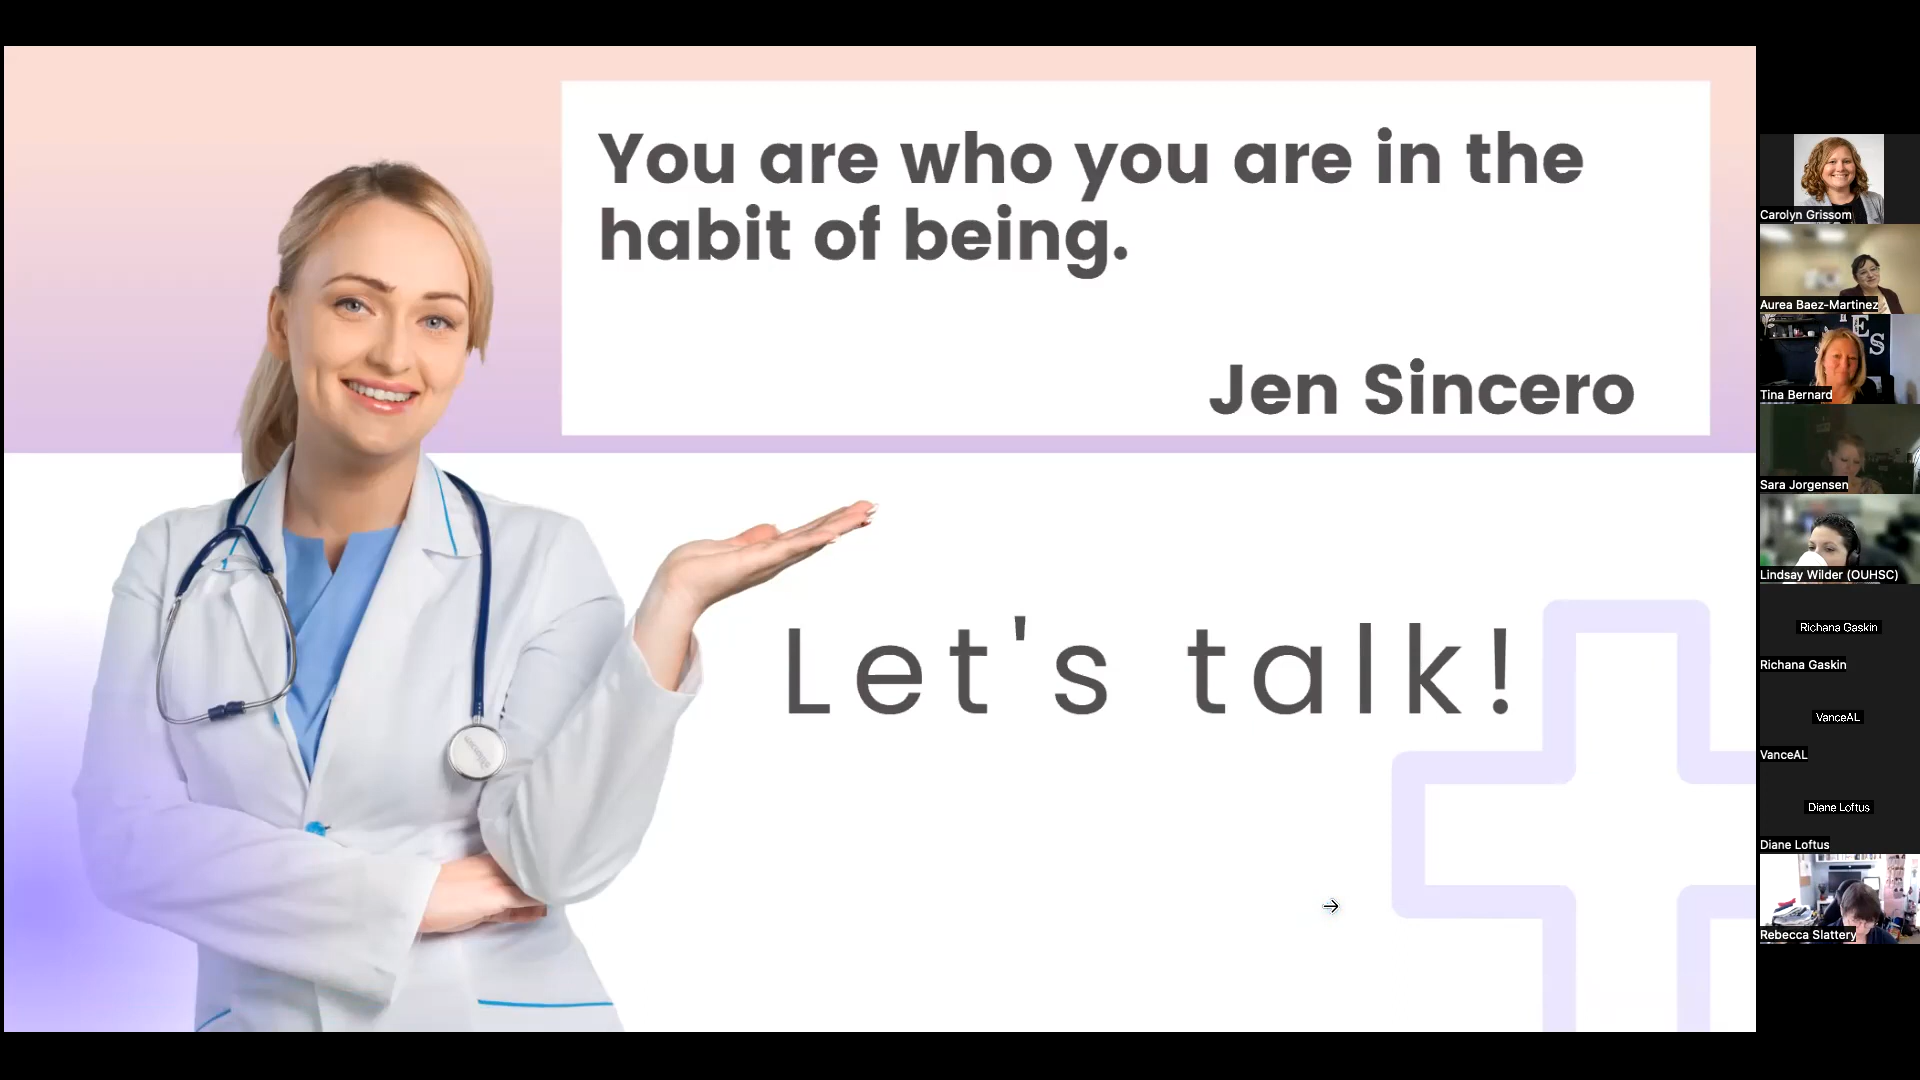 You are who you are in the
habit of being.
Jen Sincero
Let's talk!
Carolyn Grissom
Aurea Baez-Martinez
ES
Tina Bernard
Sara Jorgensen
Lindsay Wilder (OUHSC)
Richana Gaskin
Richana Gaskin
VanceAL
VanceAL
Diane Loftus
Diane Loftus
Rebecca Slattery